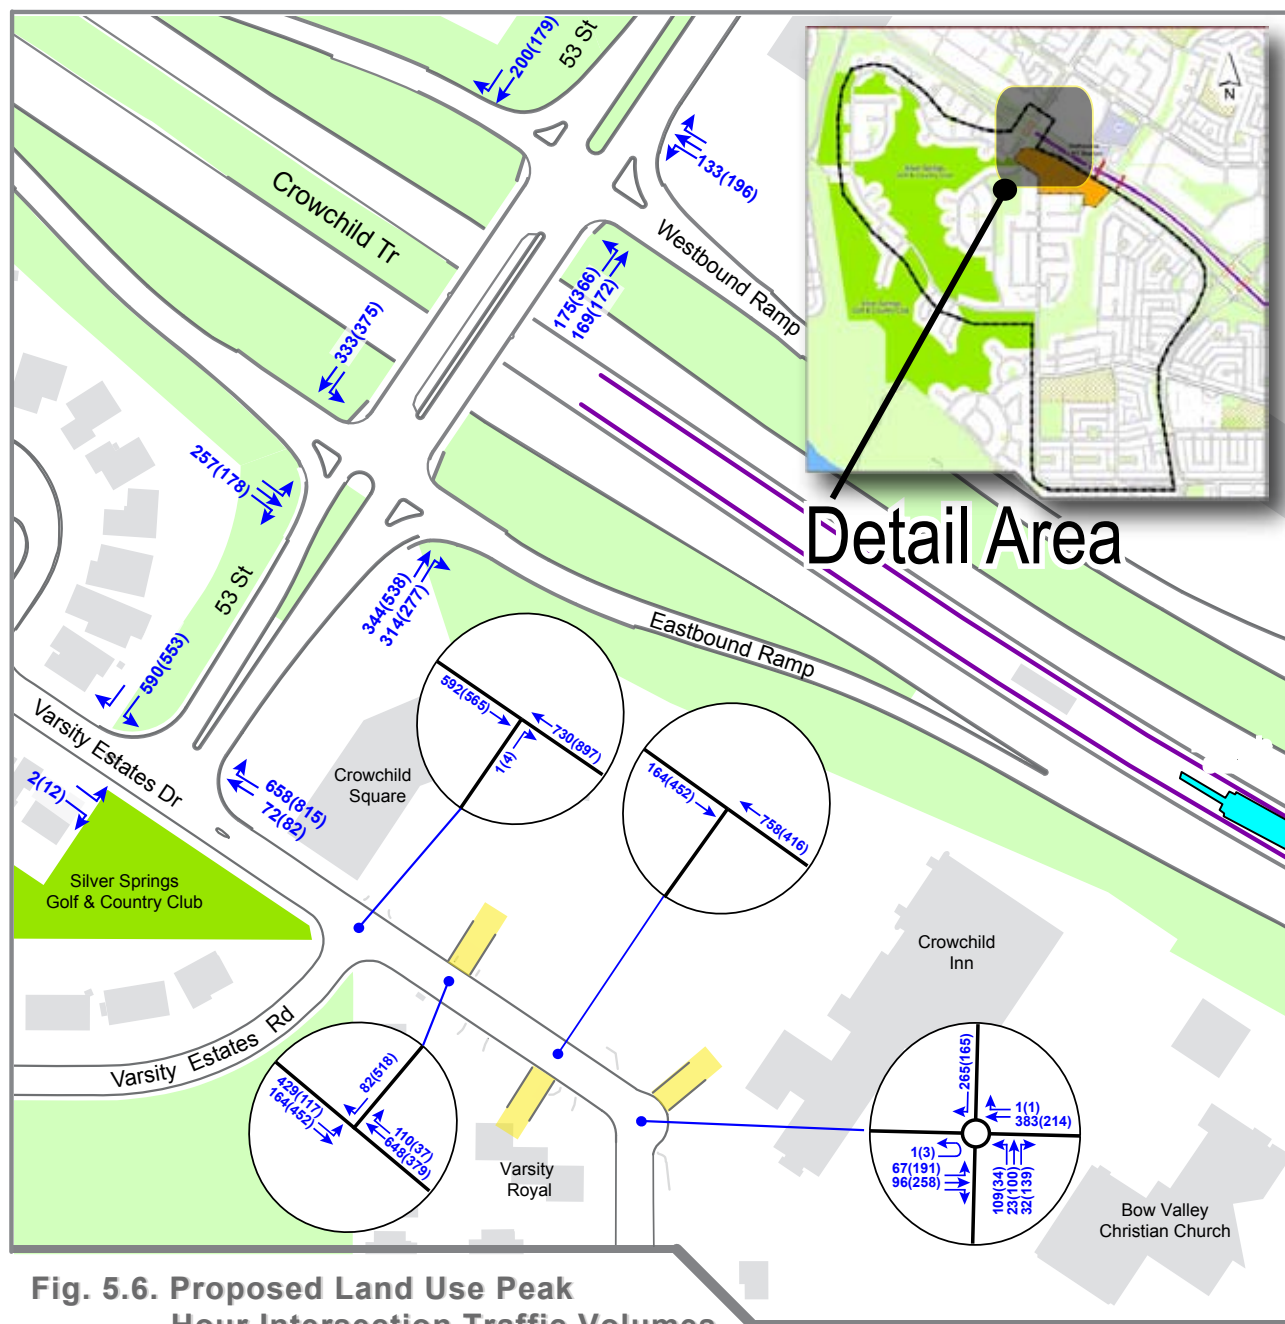 200(179)
53 St
133(196)
N
Crowchild Tr
Westbound Ramp
175(366)
169(172)
333(375)
257(178)
Detail Area
53 St
344(538)
314(277)
Eastbound Ramp
590(553)
592(565)
730(897)
1(4)
164(452)
758(416)
Varsity Estates Dr
2(12)
658(815)
72(82)
Crowchild
Square
Silver Springs
Golf & Country Club
Crowchild
Inn
Varsity Estates Rd
82(518)
429(117)
164(452)
110(37)
648(379)
265(165)
1(1)
383(214)
1(3)
67(191)
96(258)
109(34)
23(100)
32(139)
Varsity
Royal
Bow Valley
Christian Church
Fig. 5.6. Proposed Land Use Peak
Hour Intersection Traffic Volumes